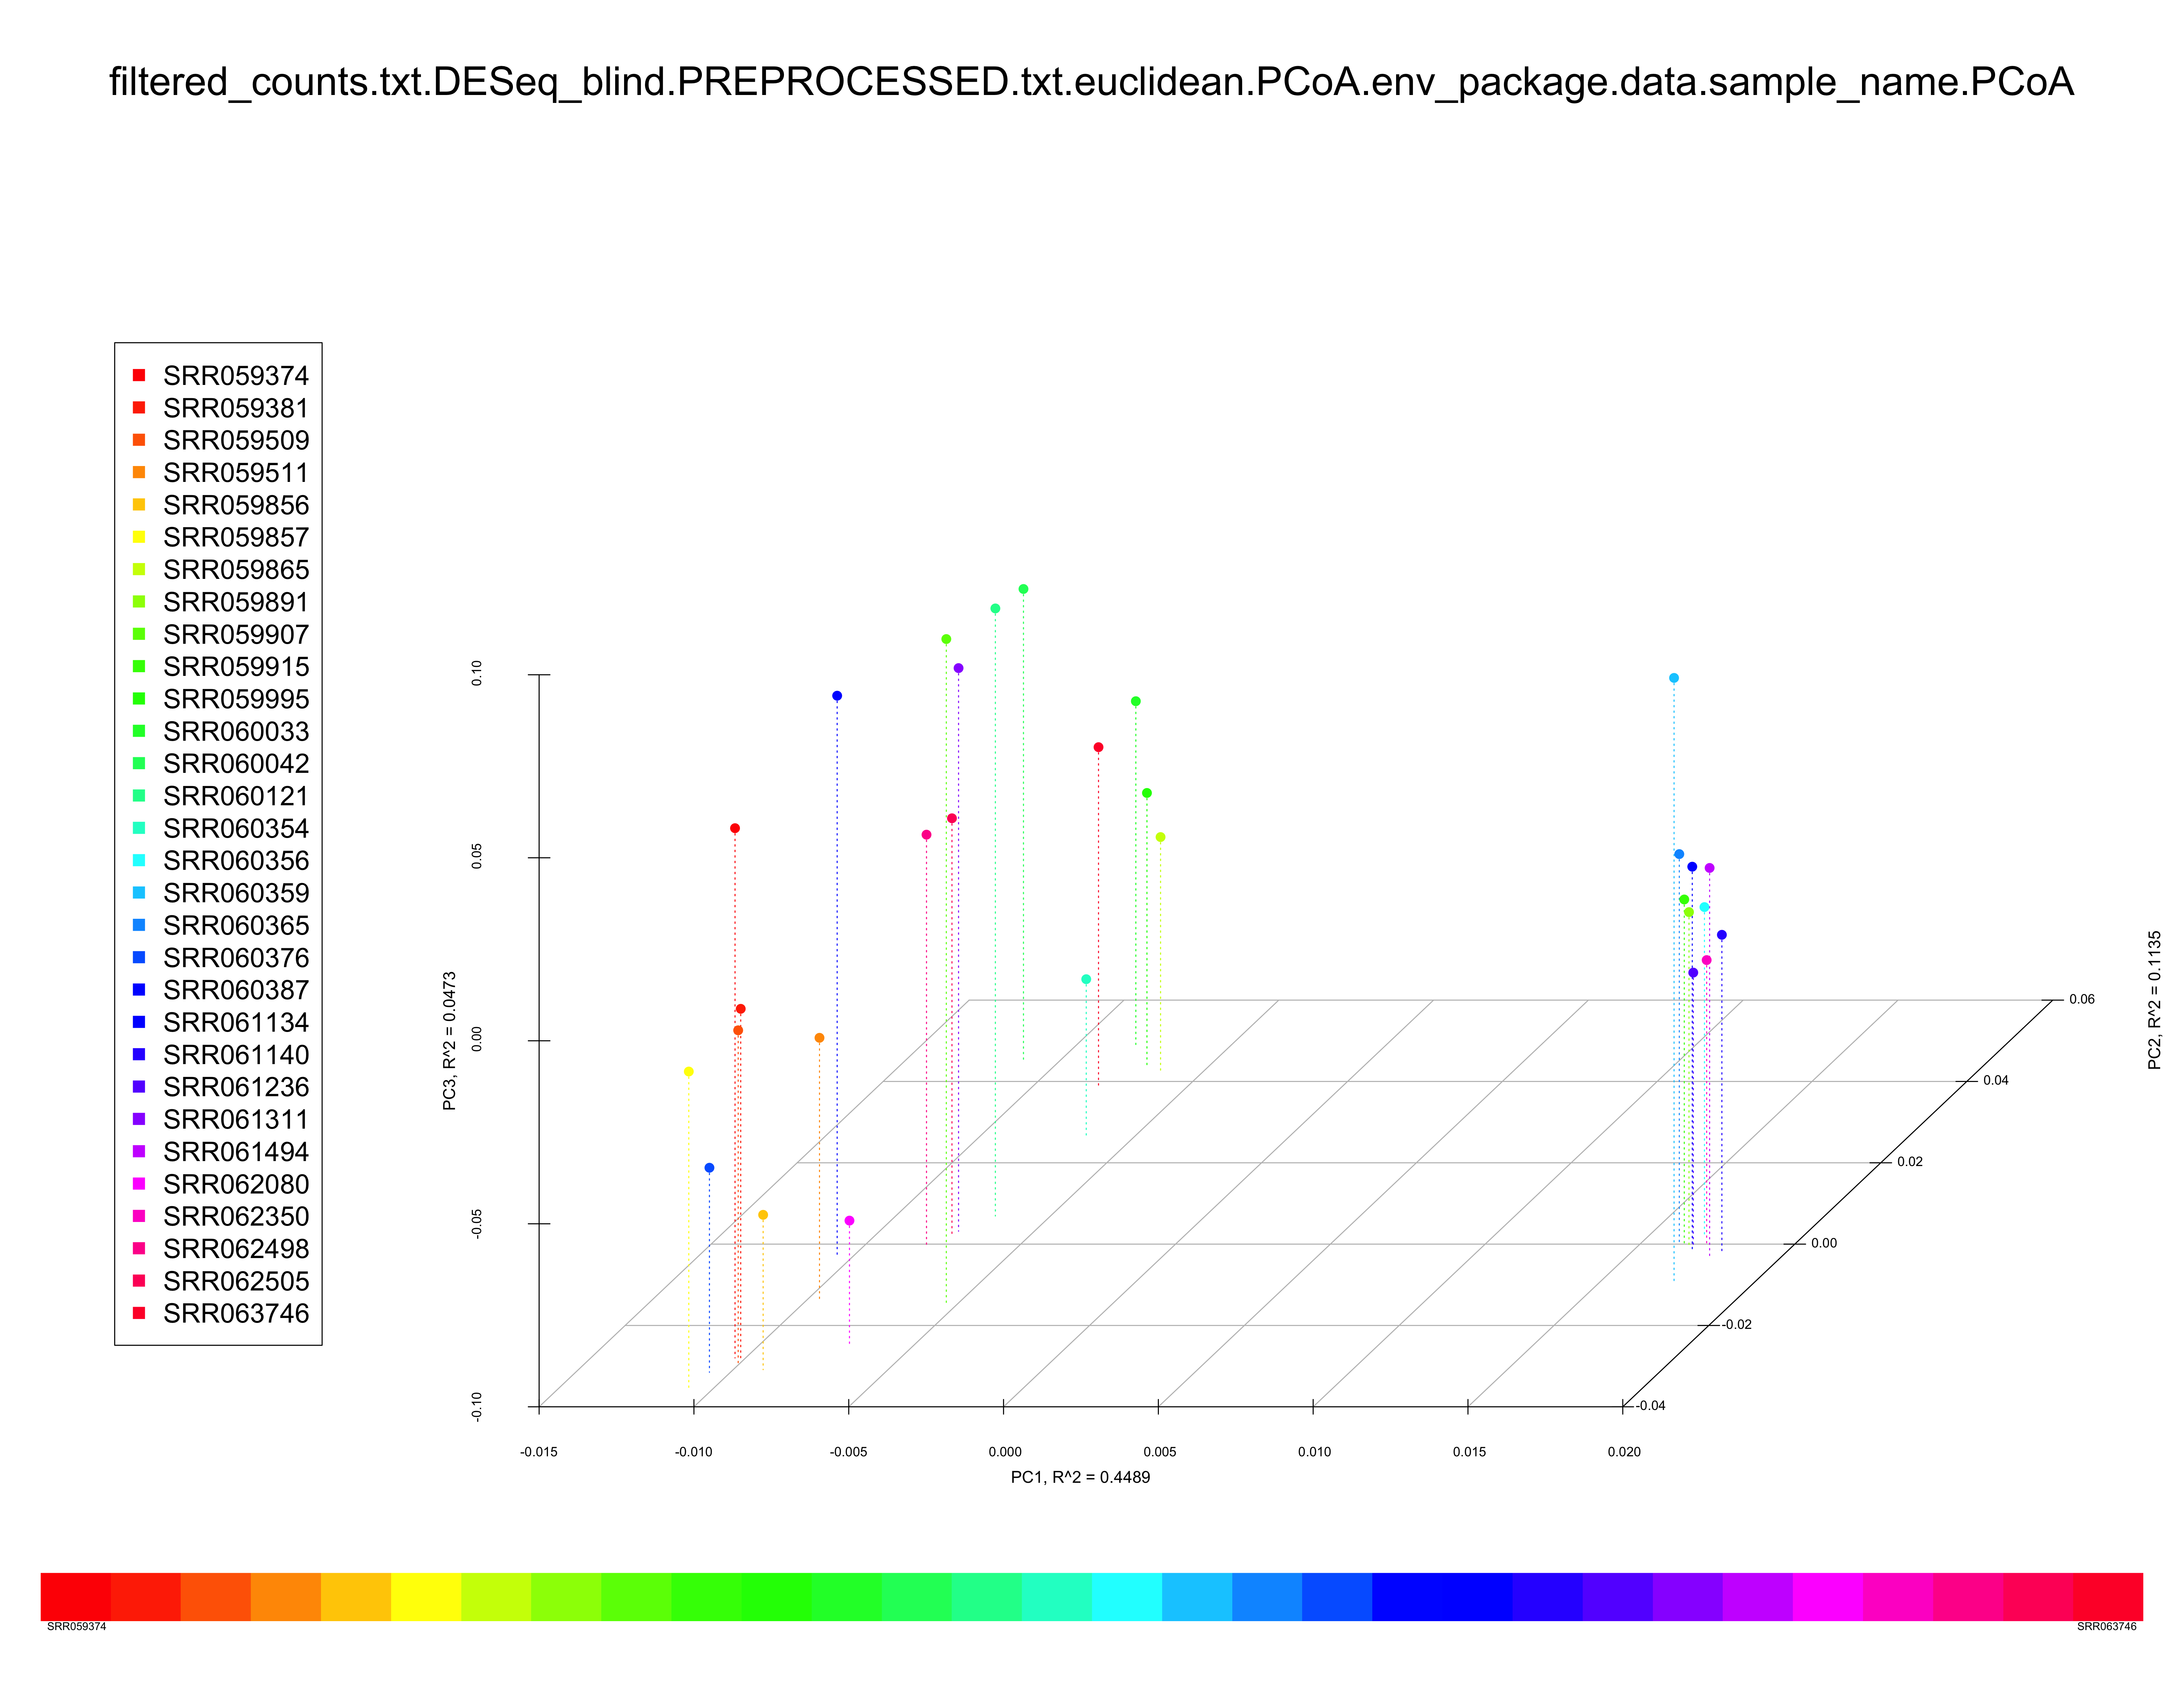 filtered_counts.txt.DESeq_blind.PREPROCESSED.txt.euclidean.PCoA.env_package.data.sample_name.PCoA
SRR059374
SRR059381
SRR059509
SRR059511
SRR059856
SRR059857
SRR059865
SRR059891
SRR059907
SRR059915
SRR059995
SRR060033
SRR060042
SRR060121
SRR060354
SRR060356
SRR060359
SRR060365
SRR060376
SRR060387
SRR061134
SRR061140
SRR061236
SRR061311
SRR061494
SRR062080
SRR062350
SRR062498
SRR062505
SRR063746
PC3, R^2 = 0.0473
0.10
0.05
0.00
-0.05
-0.10
-0.015
-0.010
-0.005
0.000
0.005
0.010
0.015
0.020
PC1, R^2 = 0.4489
0.06
0.04
0.02
0.00
-0.02
-0.04
PC2, R^2 = 0.1135
SRR059374
SRR063746